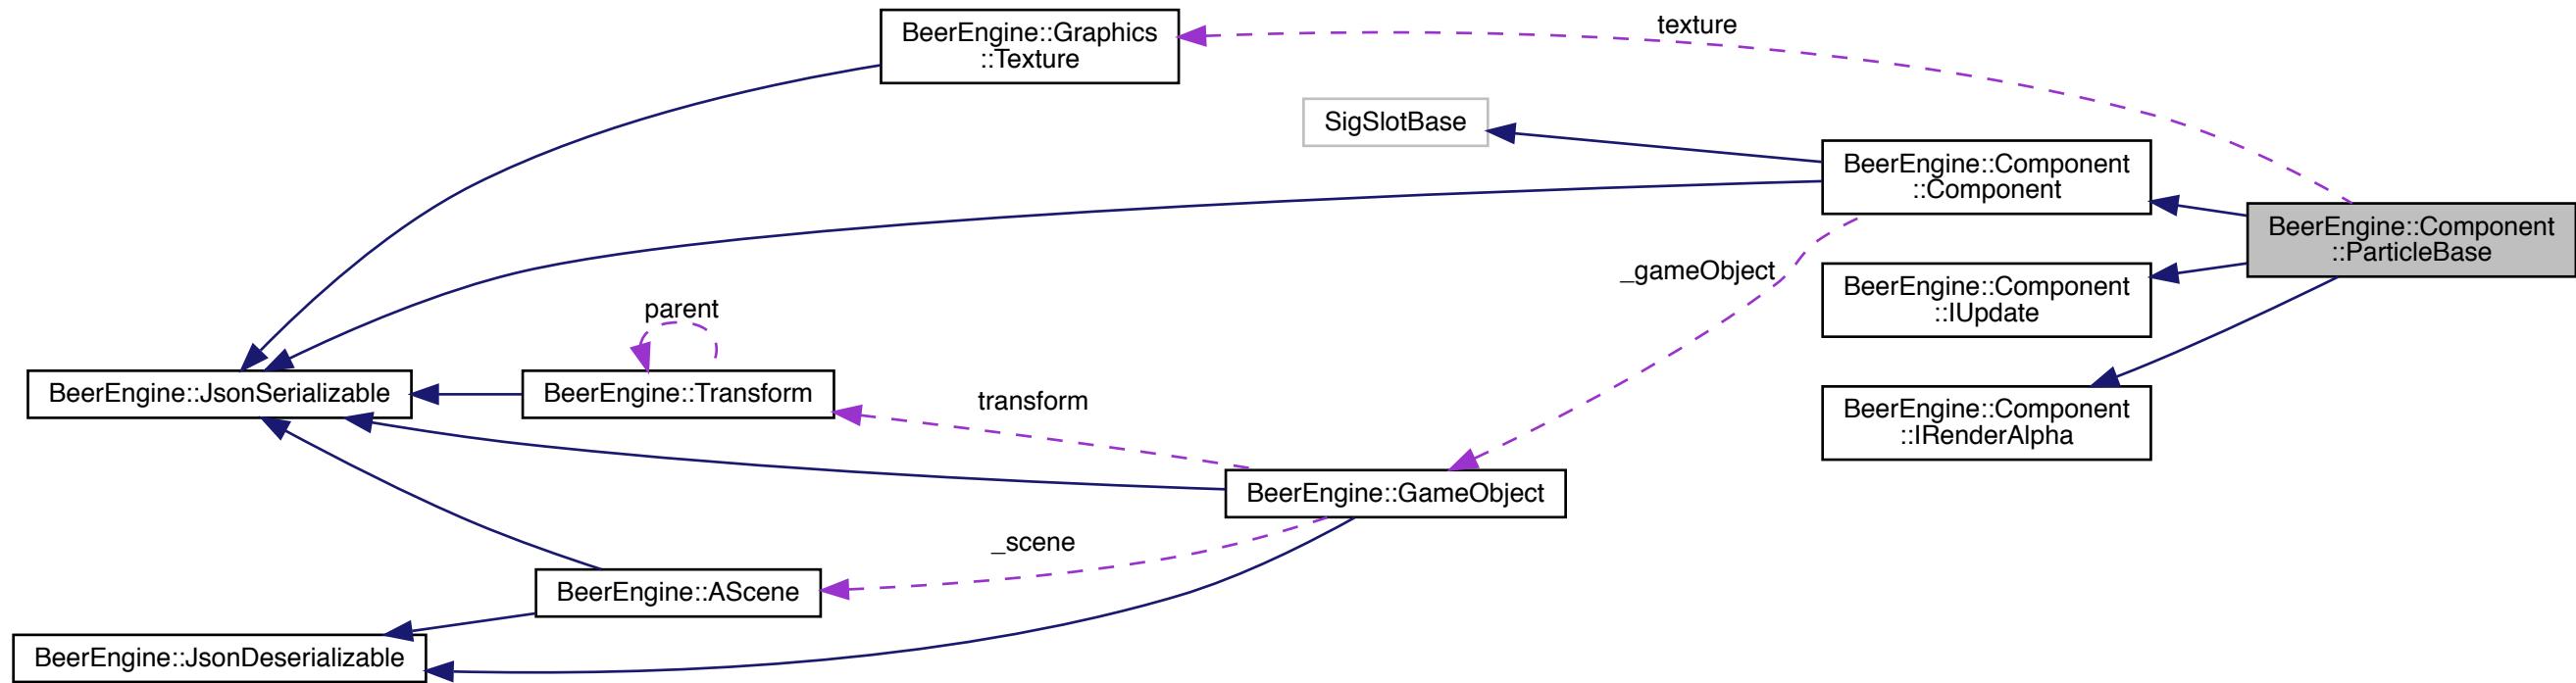 BeerEngine::Graphics
::Texture
texture
SigSlotBase
BeerEngine::Component
::Component
BeerEngine::Component
::ParticleBase
_gameObject
BeerEngine::Component
::IUpdate
parent
BeerEngine::JsonSerializable
BeerEngine::Transform
transform
BeerEngine::Component
::IRenderAlpha
BeerEngine::GameObject
_scene
BeerEngine::AScene
BeerEngine::JsonDeserializable